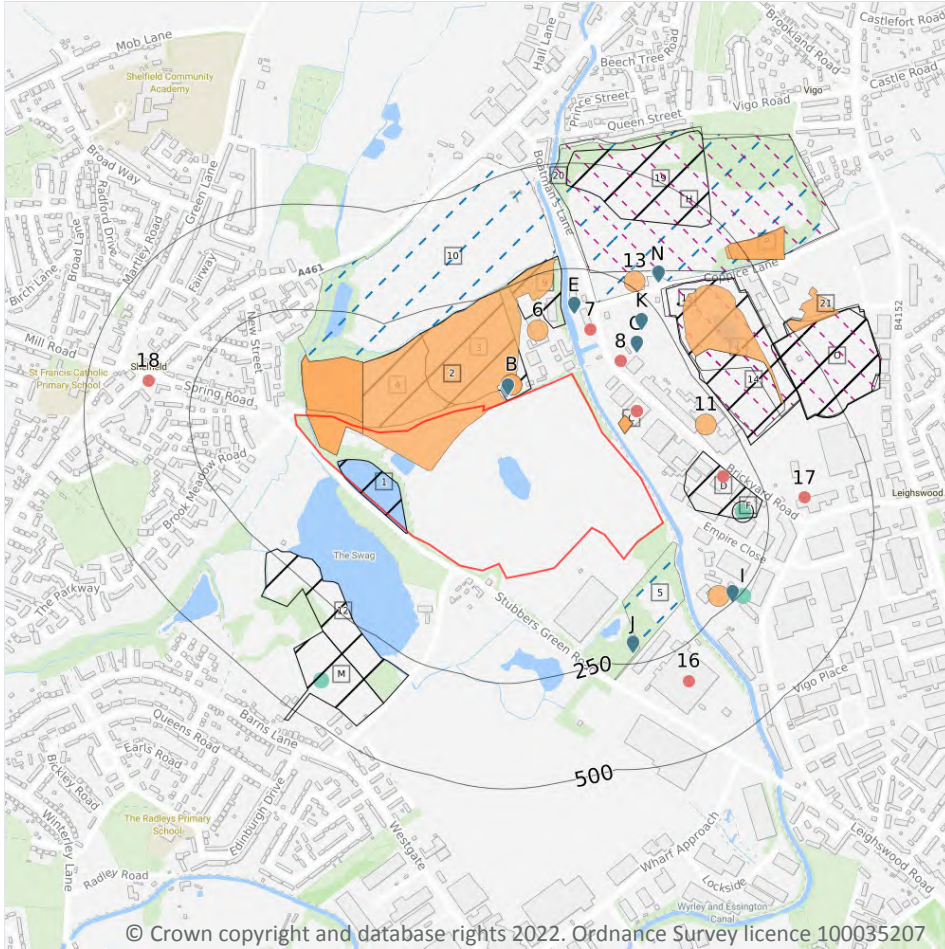 Mob Lane
Shelfield Community
Academy
Hall Lane
Beech Tree Road
Brookland Road
Castlefort Road
Castle Road
Vigo
Prince Street
Vigo Road
Queen Street
Broad Way
Radford Drive
Broad Lane
Martley Road
Green Lane
Fairway
Birch Lane
Boatman's Lane
20
19
H
10
A461
13
N
Coppice Lane
E
K
C
7
6
8
21
B4152
O
14
3
2
4
B
New Street
Mill Road
18
Shelfield
St Francis Catholic
Primary School
Spring Road
Brook Meadow Road
11
Brickyard Road
17
D
F
Leighswood
1
Empire Close
The Swag
The Parkway
12
M
Stubbers Green Road
5
I
J
250
16
Vigo Place
500
Barns Lane
Queens Road
Earls Road
Bickley Road
Edinburgh Drive
The Radleys Primary
School
Winterley Lane
Radley Road
Westgate
Wharf Approach
Lockside
Leighswood Road
Wyrley and Essington
Canal
© Crown copyright and database rights 2022. Ordnance Survey licence 100035207